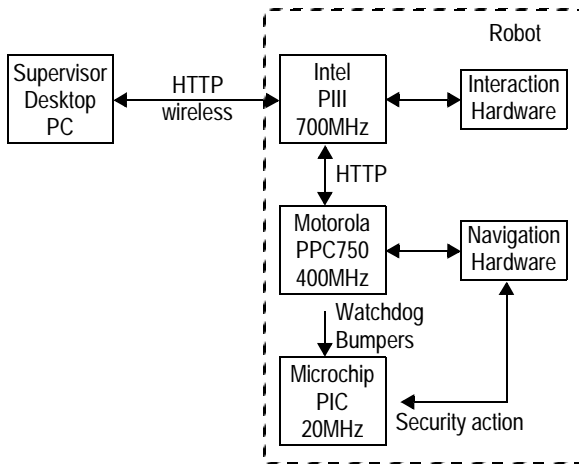 Robot
Supervisor
Desktop
PC
HTTP
wireless
Intel
PIII
700MHz
Interaction
Hardware
HTTP
Motorola
PPC750
400MHz
Navigation
Hardware
Watchdog
Bumpers
Microchip
PIC
20MHz
Security action